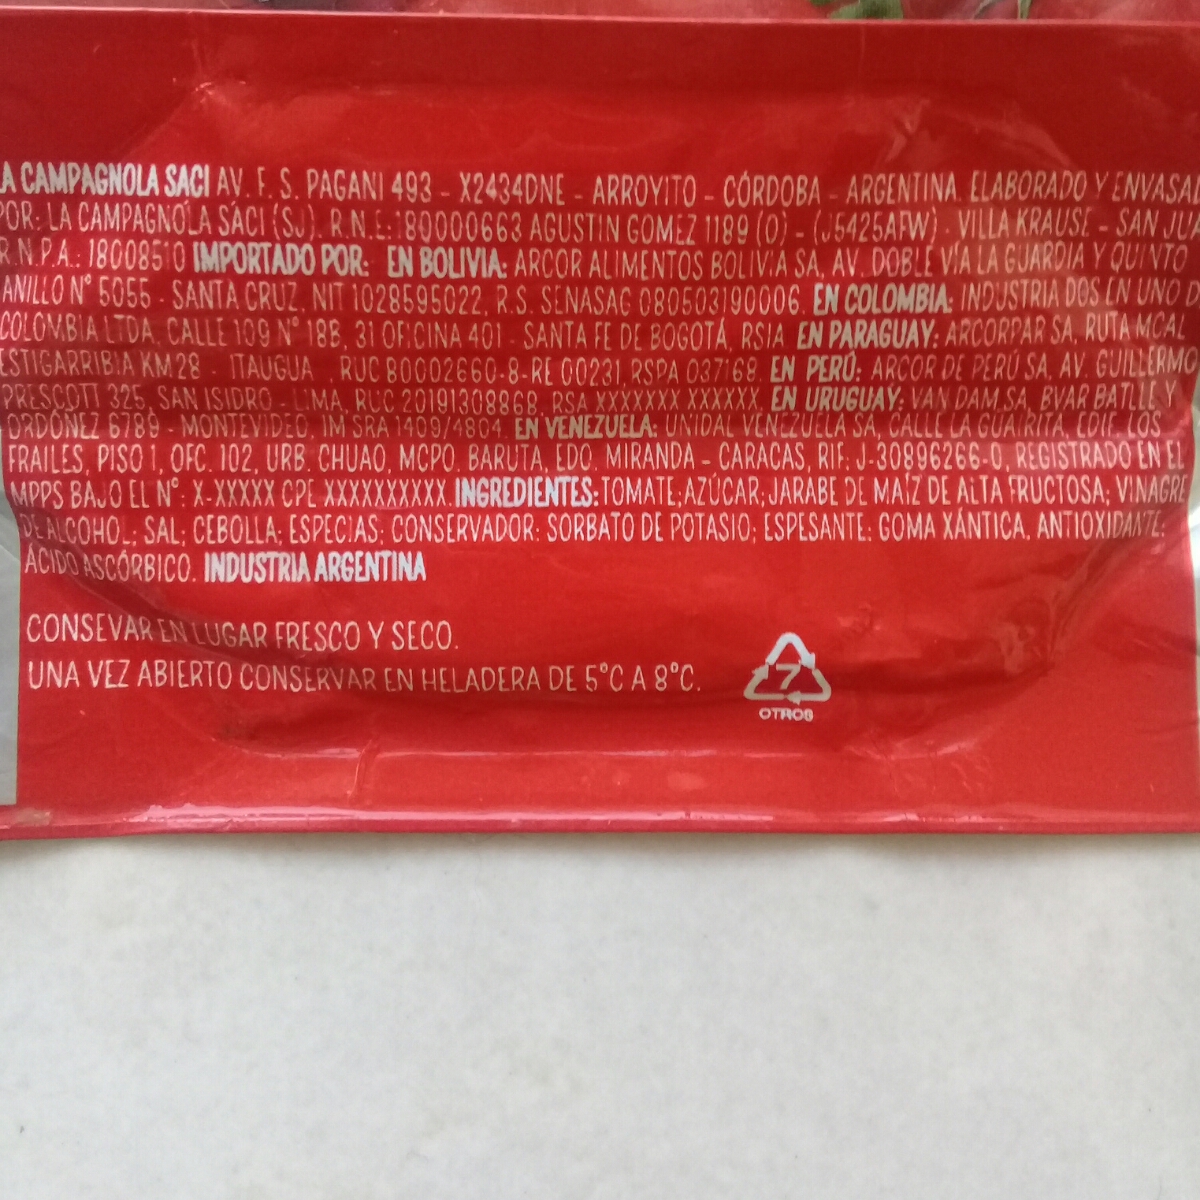 A CAMPAGNOLA SACI AV. F. S. PAGANI 493 - X2434DNE - ARROYITO - CÓRDOBA - ARGENTINA. ELABORADO Y ENVASA
POR: LA CAMPAGNOLA SACI (SJ). R.N.E.: 180000663 AGUSTIN GOMEZ 1189 (O) - (J5425AFW) - VILLA KRAUSE - SAN JU
R.N.P.A.: 18008510 IMPORTADO POR: EN BOLIVIA: ARCOR ALIMENTOS BOLIVIA SA, AV. DOBLE VÍA LA GUARDIA Y QUINTO
ANILLO N° 5055 - SANTA CRUZ. NIT 1028595022, R.S. SENASAG 080503190006. EN COLOMBIA: INDUSTRIA DOS EN UNO D
COLOMBIA LTDA. CALLE 109 N° 18B, 31 OFICINA 401 - SANTA FE DE BOGOTÁ, RSIA EN PARAGUAY: ARCORPAR SA, RUTA MCAL.
ESTIGARRIBIA KM 28 - ITAUGUA, RUC 80002660-8-RE 00231, RSPA 037168. EN PERÚ: ARCOR DE PERÚ SA, AV. GUILLERMO
PRESCOTT 325, SAN ISIDRO - LIMA, RUC 20191308868, RSA XXXXXXX XXXXXX. EN URUGUAY: VAN DAM SA, BVAR BATLLE Y
ORDOÑEZ 6789 - MONTEVIDEO, IM SRA 1409/4804. EN VENEZUELA: UNIDAL VENEZUELA SA, CALLE LA GUAIRITA, EDIF. LOS
FRAILES, PISO 1, OFC. 102, URB. CHUAO, MCPO. BARUTA, EDO. MIRANDA - CARACAS, RIF: J-30896266-0, REGISTRADO EN EL
MPPS BAJO EL N°: X-XXXXX CPE XXXXXXXXXX. INGREDIENTES: TOMATE; AZÚCAR; JARABE DE MAÍZ DE ALTA FRUCTOSA; VINAGRE
DE ALCOHOL; SAL; CEBOLLA; ESPECIAS; CONSERVADOR: SORBATO DE POTASIO; ESPESANTE: GOMA XÁNTICA, ANTIOXIDANTE:
ÁCIDO ASCÓRBICO. INDUSTRIA ARGENTINA
CONSEVAR EN LUGAR FRESCO Y SECO.
UNA VEZ ABIERTO CONSERVAR EN HELADERA DE 5°C A 8°C.
7
OTROS